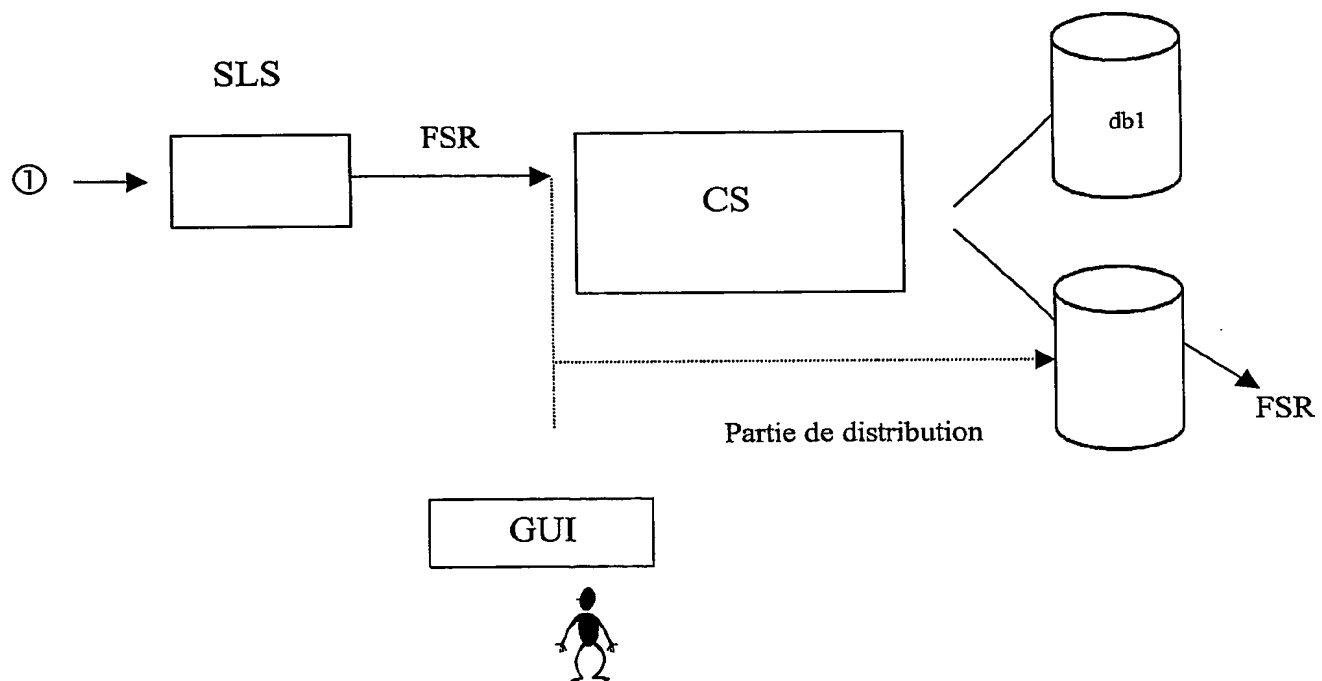 SLS
FSR
①
CS
db1
FSR
Partie de distribution
GUI